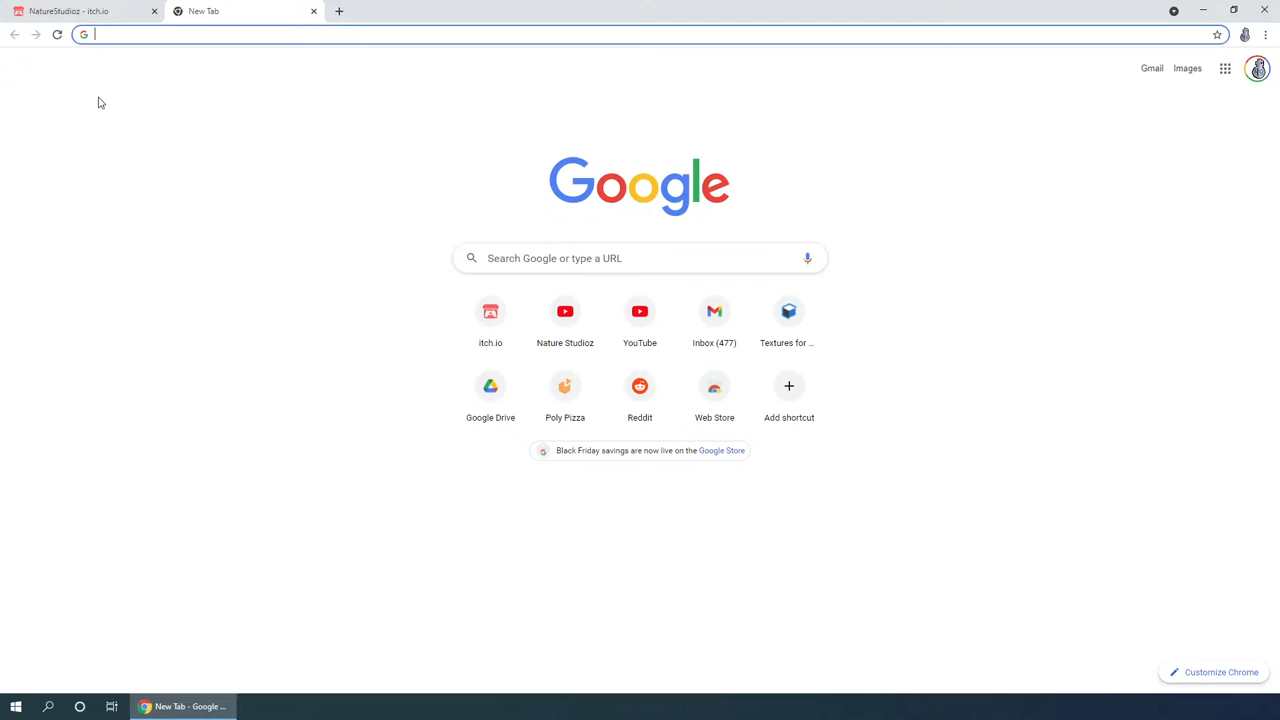 NatureStudioz - itch.io
New Tab
Gmail
Images
Google
Search Google or type a URL
itch.io
Nature Studioz
YouTube
Inbox (477)
Textures for ...
Google Drive
Poly Pizza
Reddit
Web Store
Add shortcut
Black Friday savings are now live on the Google Store
Customize Chrome
New Tab - Google ...